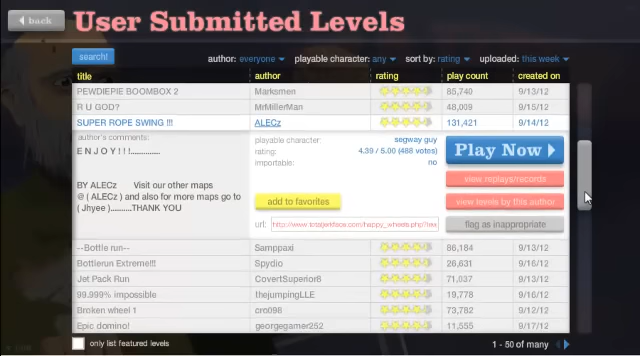 back
User Submitted Levels
search!
author: everyone playable character: any sort by: rating uploaded: this week
title author rating play count created on
PEWDIEPIE BOOMBOX 2 Marksmen 85,740 9/13/12
R U GOD? MrMillerMan 48,009 9/15/12
SUPER ROPE SWING !!! ALECz 131,421 9/14/12
author's comments:
E N J O Y ! ! !..............
BY ALECz Visit our other maps
@ ( ALECz ) and also for more maps go to
( Jhyee )..........THANK YOU
playable character: segway guy
rating: 4.39 / 5.00 (488 votes)
importable: no
Play Now
view replays/records
add to favorites
view levels by this author
url: http://www.totaljerkface.com/happy_wheels.php?
flag as inappropriate
--Bottle run-- Samppaxi 86,184 9/13/12
Bottlerun Extreme!!! Spydio 26,631 9/16/12
Jet Pack Run CovertSuperior6 71,037 9/13/12
99.999% impossible thejumpingLLE 19,778 9/16/12
Broken wheel 1 cro098 73,782 9/12/12
Epic domino! georgegamer252 11,555 9/17/12
only list featured levels
1 - 50 of many